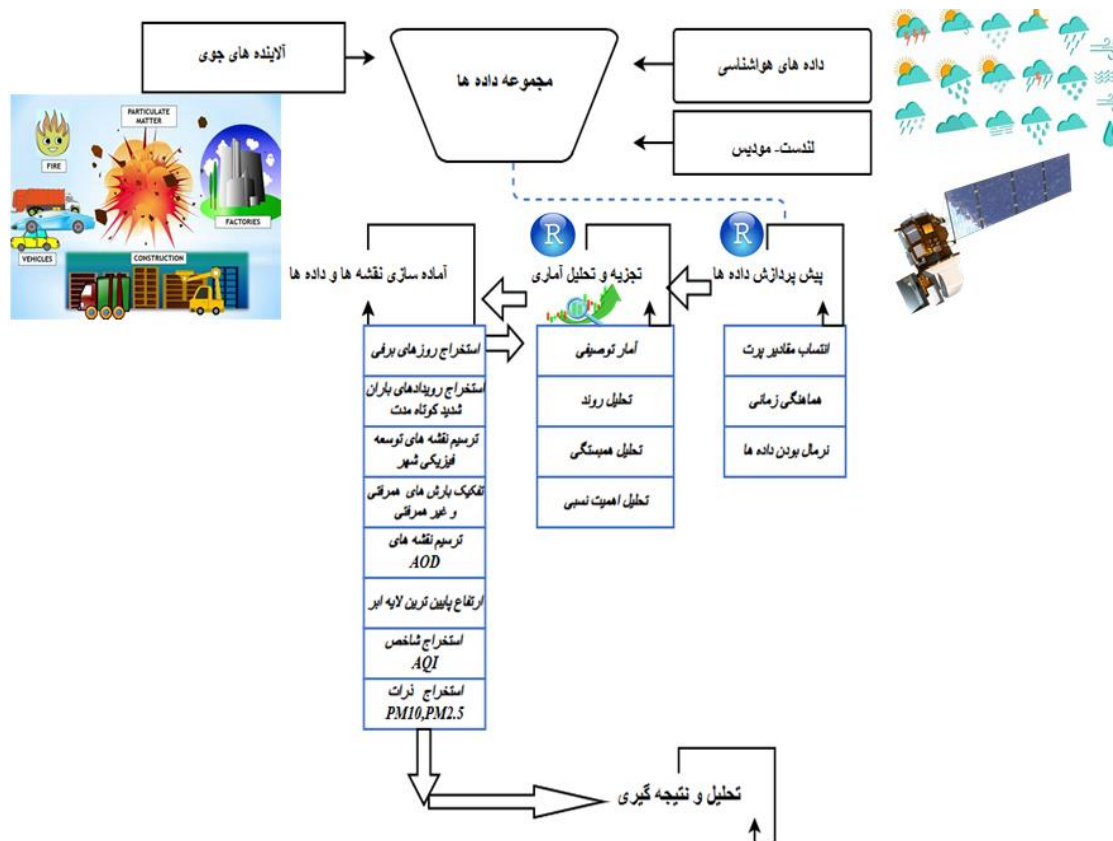 آلاینده های جوی
مجموعه داده ها
داده های هواشناسی
لندست- مودیس
PARTICULATE
MATTER
FIRE
FACTORIES
VEHICLES
CONSTRUCTION
R
R
پیش پردازش داده ها
تجزیه و تحلیل آماری
آماده سازی نقشه ها و داده ها
انتساب مقادیر پرت
هماهنگی زمانی
نرمال بودن داده ها
آمار توصیفی
تحلیل روند
تحلیل همبستگی
تحلیل اهمیت نسبی
استخراج روزهای برفی
استخراج رویدادهای باران
شدید کوتاه مدت
ترسیم نقشه های توسعه
فیزیکی شهر
تفکیک بارش های همرفتی
و غیر همرفتی
ترسیم نقشه های
AOD
ارتفاع پایین ترین لایه ابر
استخراج شاخص
AQI
استخراج ذرات
PM10,PM2.5
تحلیل و نتیجه گیری